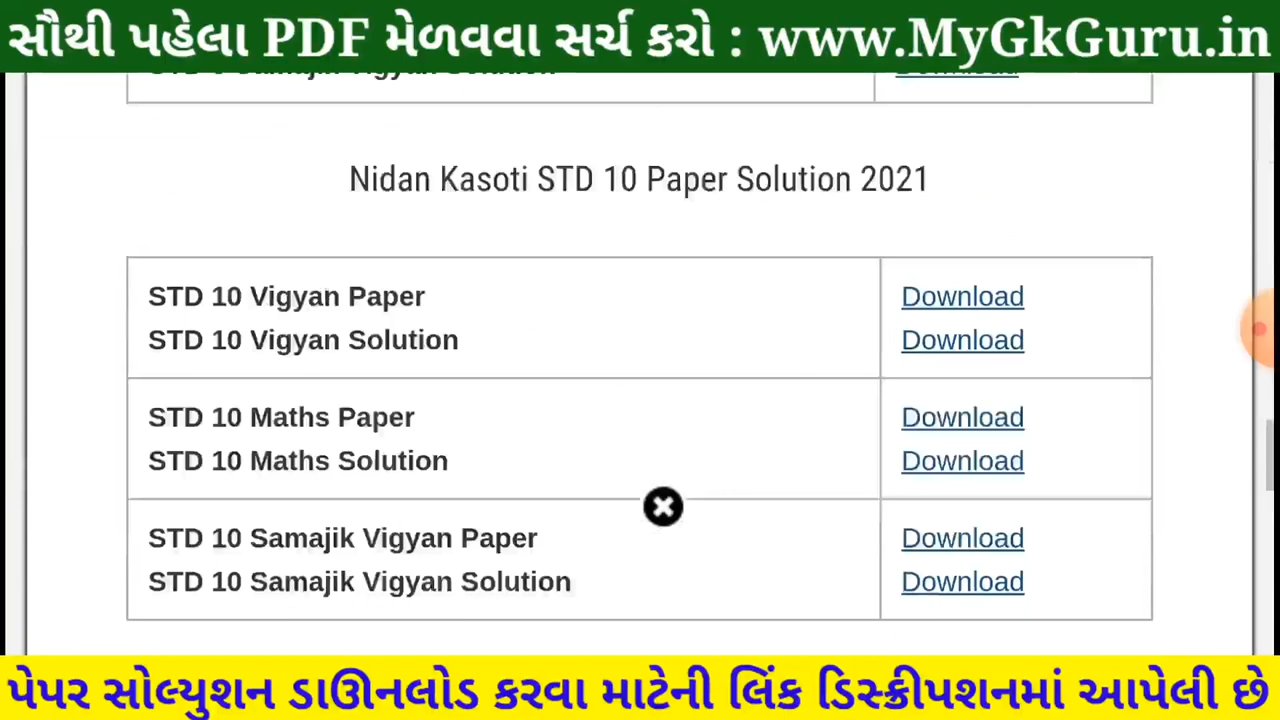 સૌથી પહેલા PDF મેળવવા સર્ચ કરો : www.MyGkGuru.in
Nidan Kasoti STD 10 Paper Solution 2021
STD 10 Vigyan Paper Download
STD 10 Vigyan Solution Download
STD 10 Maths Paper Download
STD 10 Maths Solution Download
STD 10 Samajik Vigyan Paper Download
STD 10 Samajik Vigyan Solution Download
પેપર સોલ્યુશન ડાઊનલોડ કરવા માટેની લિંક ડિસ્ક્રીપશનમાં આપેલી છે